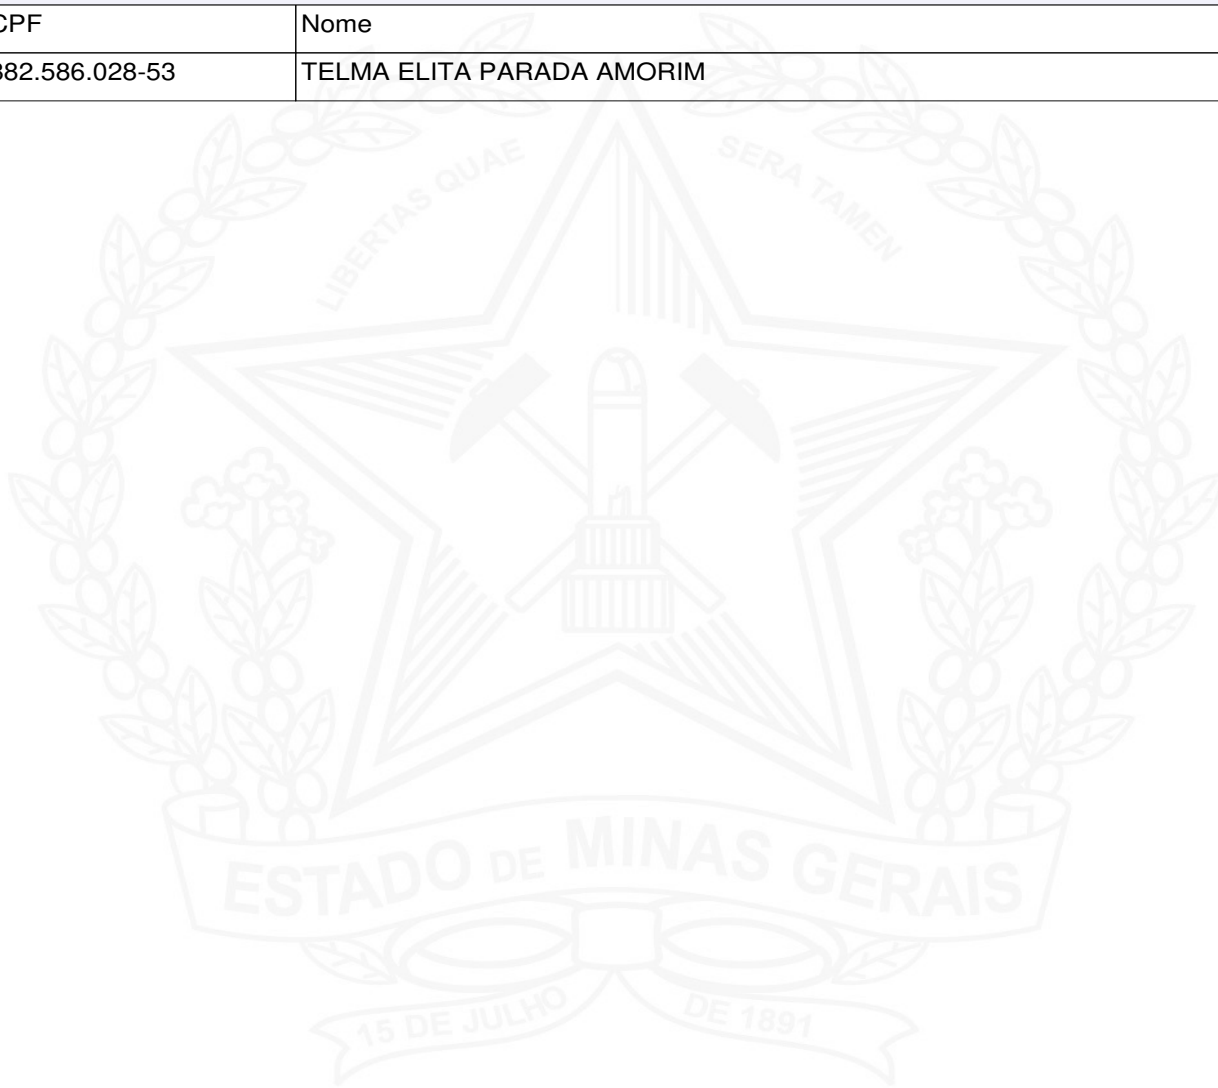 CPF Nome
882.586.028-53 TELMA ELITA PARADA AMORIM
LIBERTAS QUAE SERA TAMEN
ESTADO DE MINAS GERAIS
15 DE JULHO DE 1891